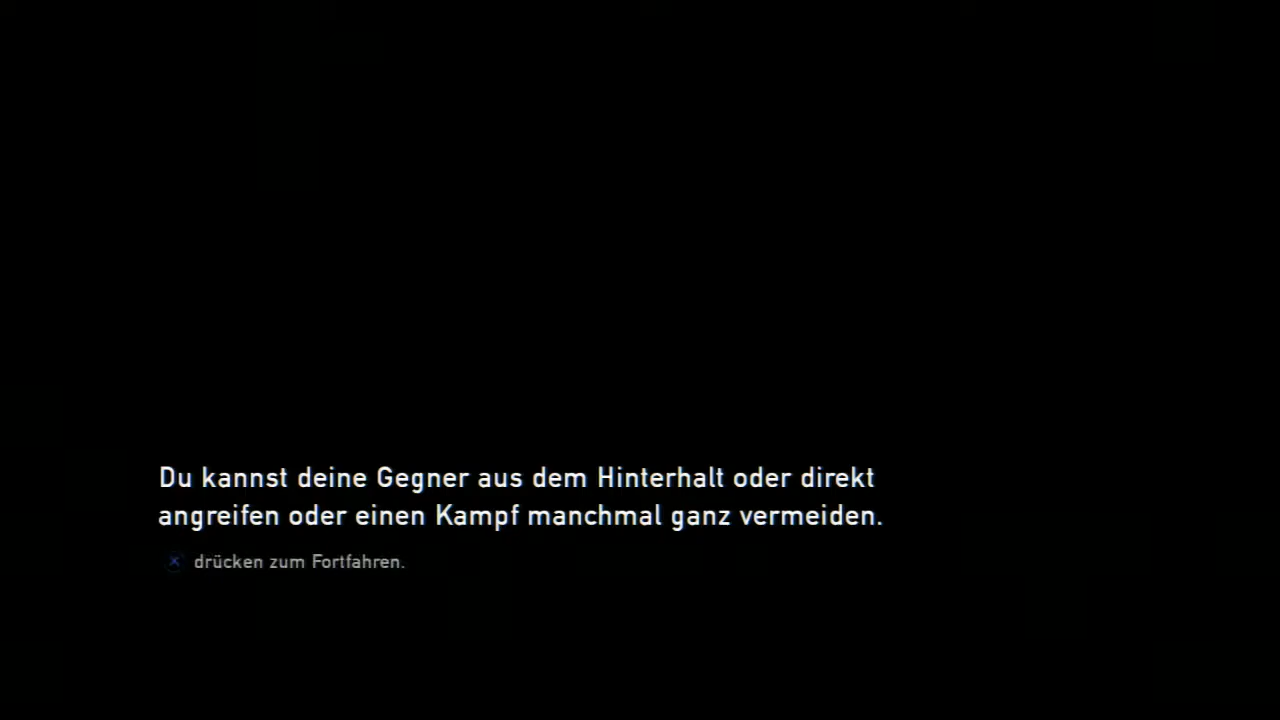 Du kannst deine Gegner aus dem Hinterhalt oder direkt
angreifen oder einen Kampf manchmal ganz vermeiden.
drücken zum Fortfahren.